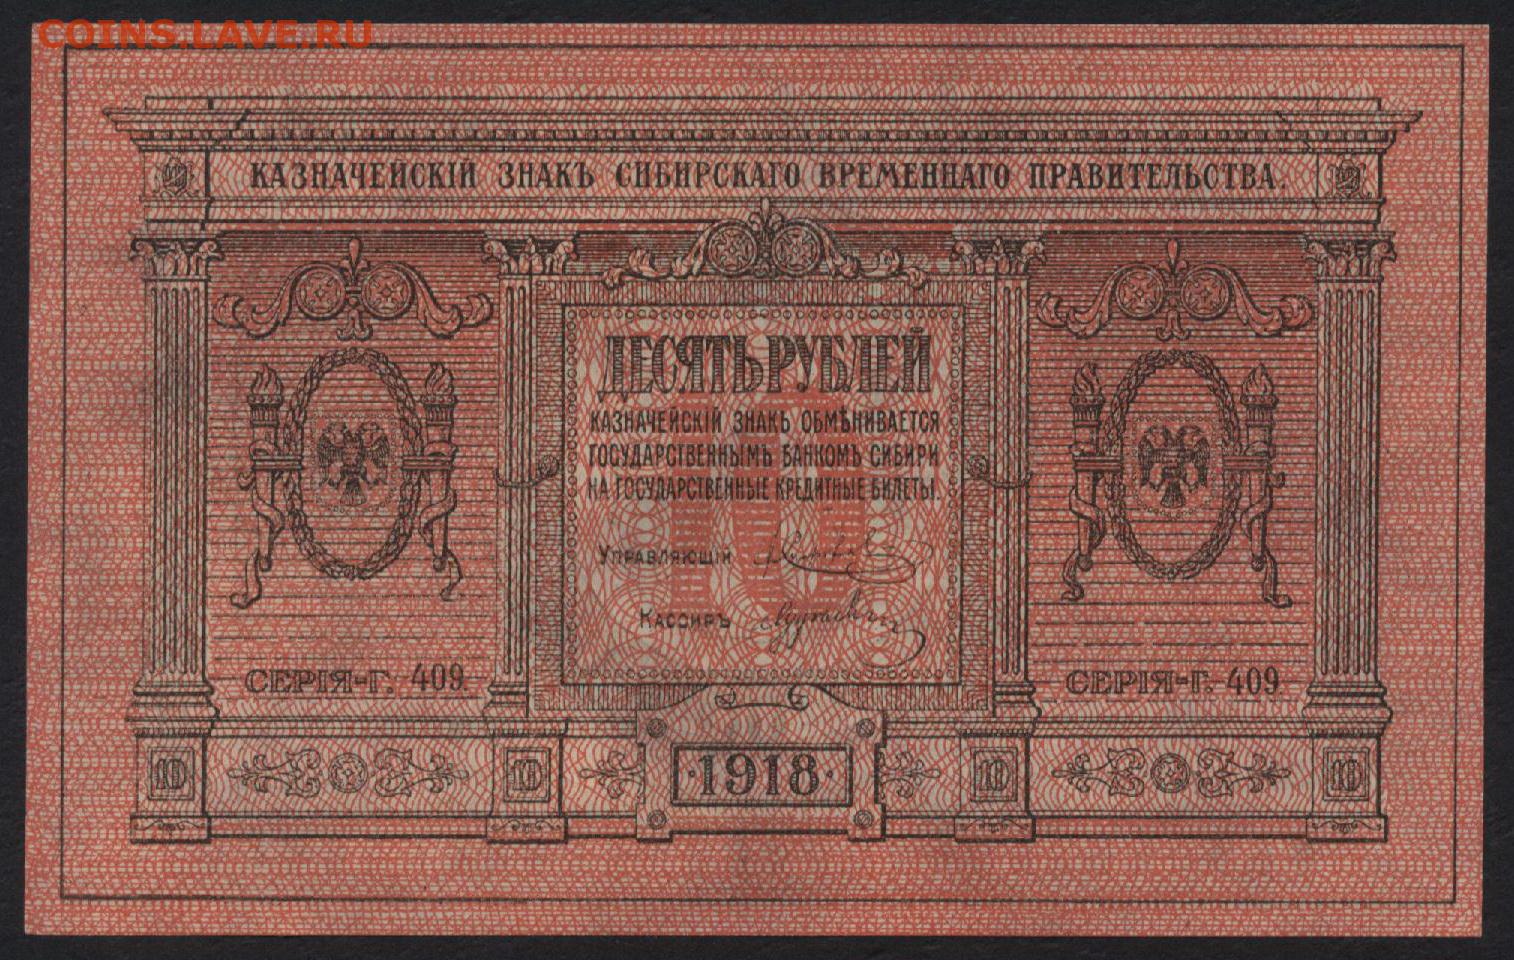 COINS.LAVE.RU
КАЗНАЧЕЙСКІЙ ЗНАКЪ СИБИРСКАГО ВРЕМЕННАГО ПРАВИТЕЛЬСТВА.
ДЕСЯТЬ РУБЛЕЙ
КАЗНАЧЕЙСКІЙ ЗНАКЪ ОБМѢНИВАЕТСЯ
ГОСУДАРСТВЕННЫМЪ БАНКОМЪ СИБИРИ
НА ГОСУДАРСТВЕННЫЕ КРЕДИТНЫЕ БИЛЕТЫ.
10
УПРАВЛЯЮЩІЙ
КАССИРЪ
СЕРІЯ-Г. 409.
СЕРІЯ-Г. 409.
10
10
·1918·
10
10